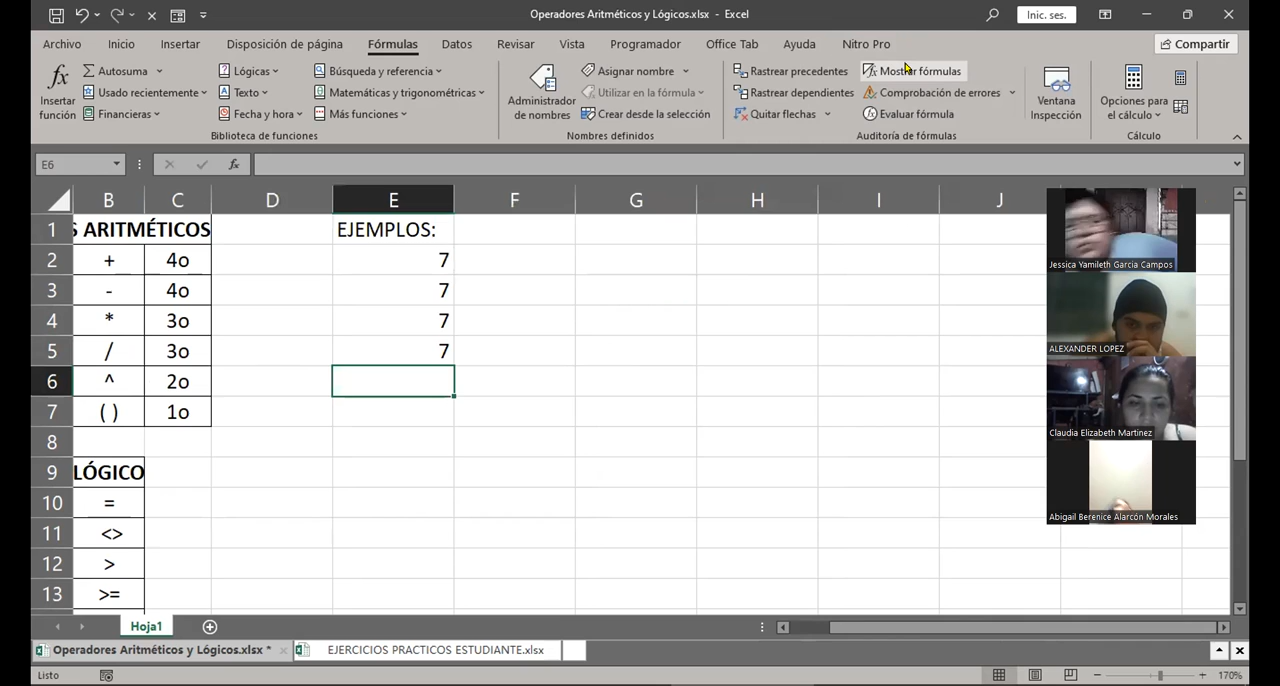 Operadores Aritméticos y Lógicos.xlsx - Excel
Inic. ses.
Archivo Inicio Insertar Disposición de página Fórmulas Datos Revisar Vista Programador Office Tab Ayuda Nitro Pro
Compartir
Insertar función
Autosuma
Usado recientemente
Financieras
Lógicas
Texto
Fecha y hora
Búsqueda y referencia
Matemáticas y trigonométricas
Más funciones
Biblioteca de funciones
Administrador de nombres
Asignar nombre
Utilizar en la fórmula
Crear desde la selección
Nombres definidos
Rastrear precedentes
Rastrear dependientes
Quitar flechas
Mostrar fórmulas
Comprobación de errores
Evaluar fórmula
Auditoría de fórmulas
Ventana Inspección
Opciones para el cálculo
Cálculo
E6
fx
B C D E F G H I J
1 S ARITMÉTICOS EJEMPLOS:
2 + 4o 7
3 - 4o 7
4 * 3o 7
5 / 3o 7
6 ^ 2o
7 ( ) 1o
8
9 LÓGICO
10 =
11 <>
12 >
13 >=
Jessica Yamileth Garcia Campos
ALEXANDER LOPEZ
Claudia Elizabeth Martinez
Abigail Berenice Alarcón Morales
Hoja1
Operadores Aritméticos y Lógicos.xlsx *
EJERCICIOS PRACTICOS ESTUDIANTE.xlsx
Listo
170%